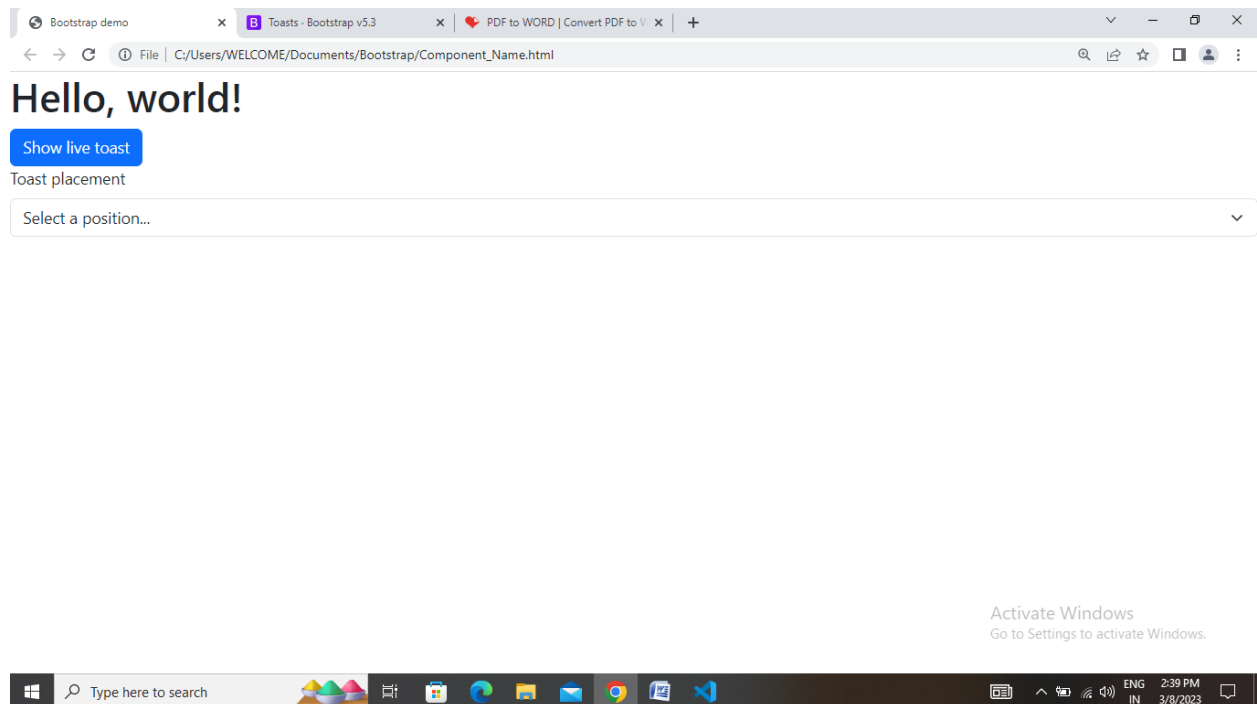 Bootstrap demo
Toasts · Bootstrap v5.3
PDF to WORD | Convert PDF to W
File
C:/Users/WELCOME/Documents/Bootstrap/Component_Name.html
Hello, world!
Show live toast
Toast placement
Select a position...
Activate Windows
Go to Settings to activate Windows.
Type here to search
ENG
IN
2:39 PM
3/8/2023